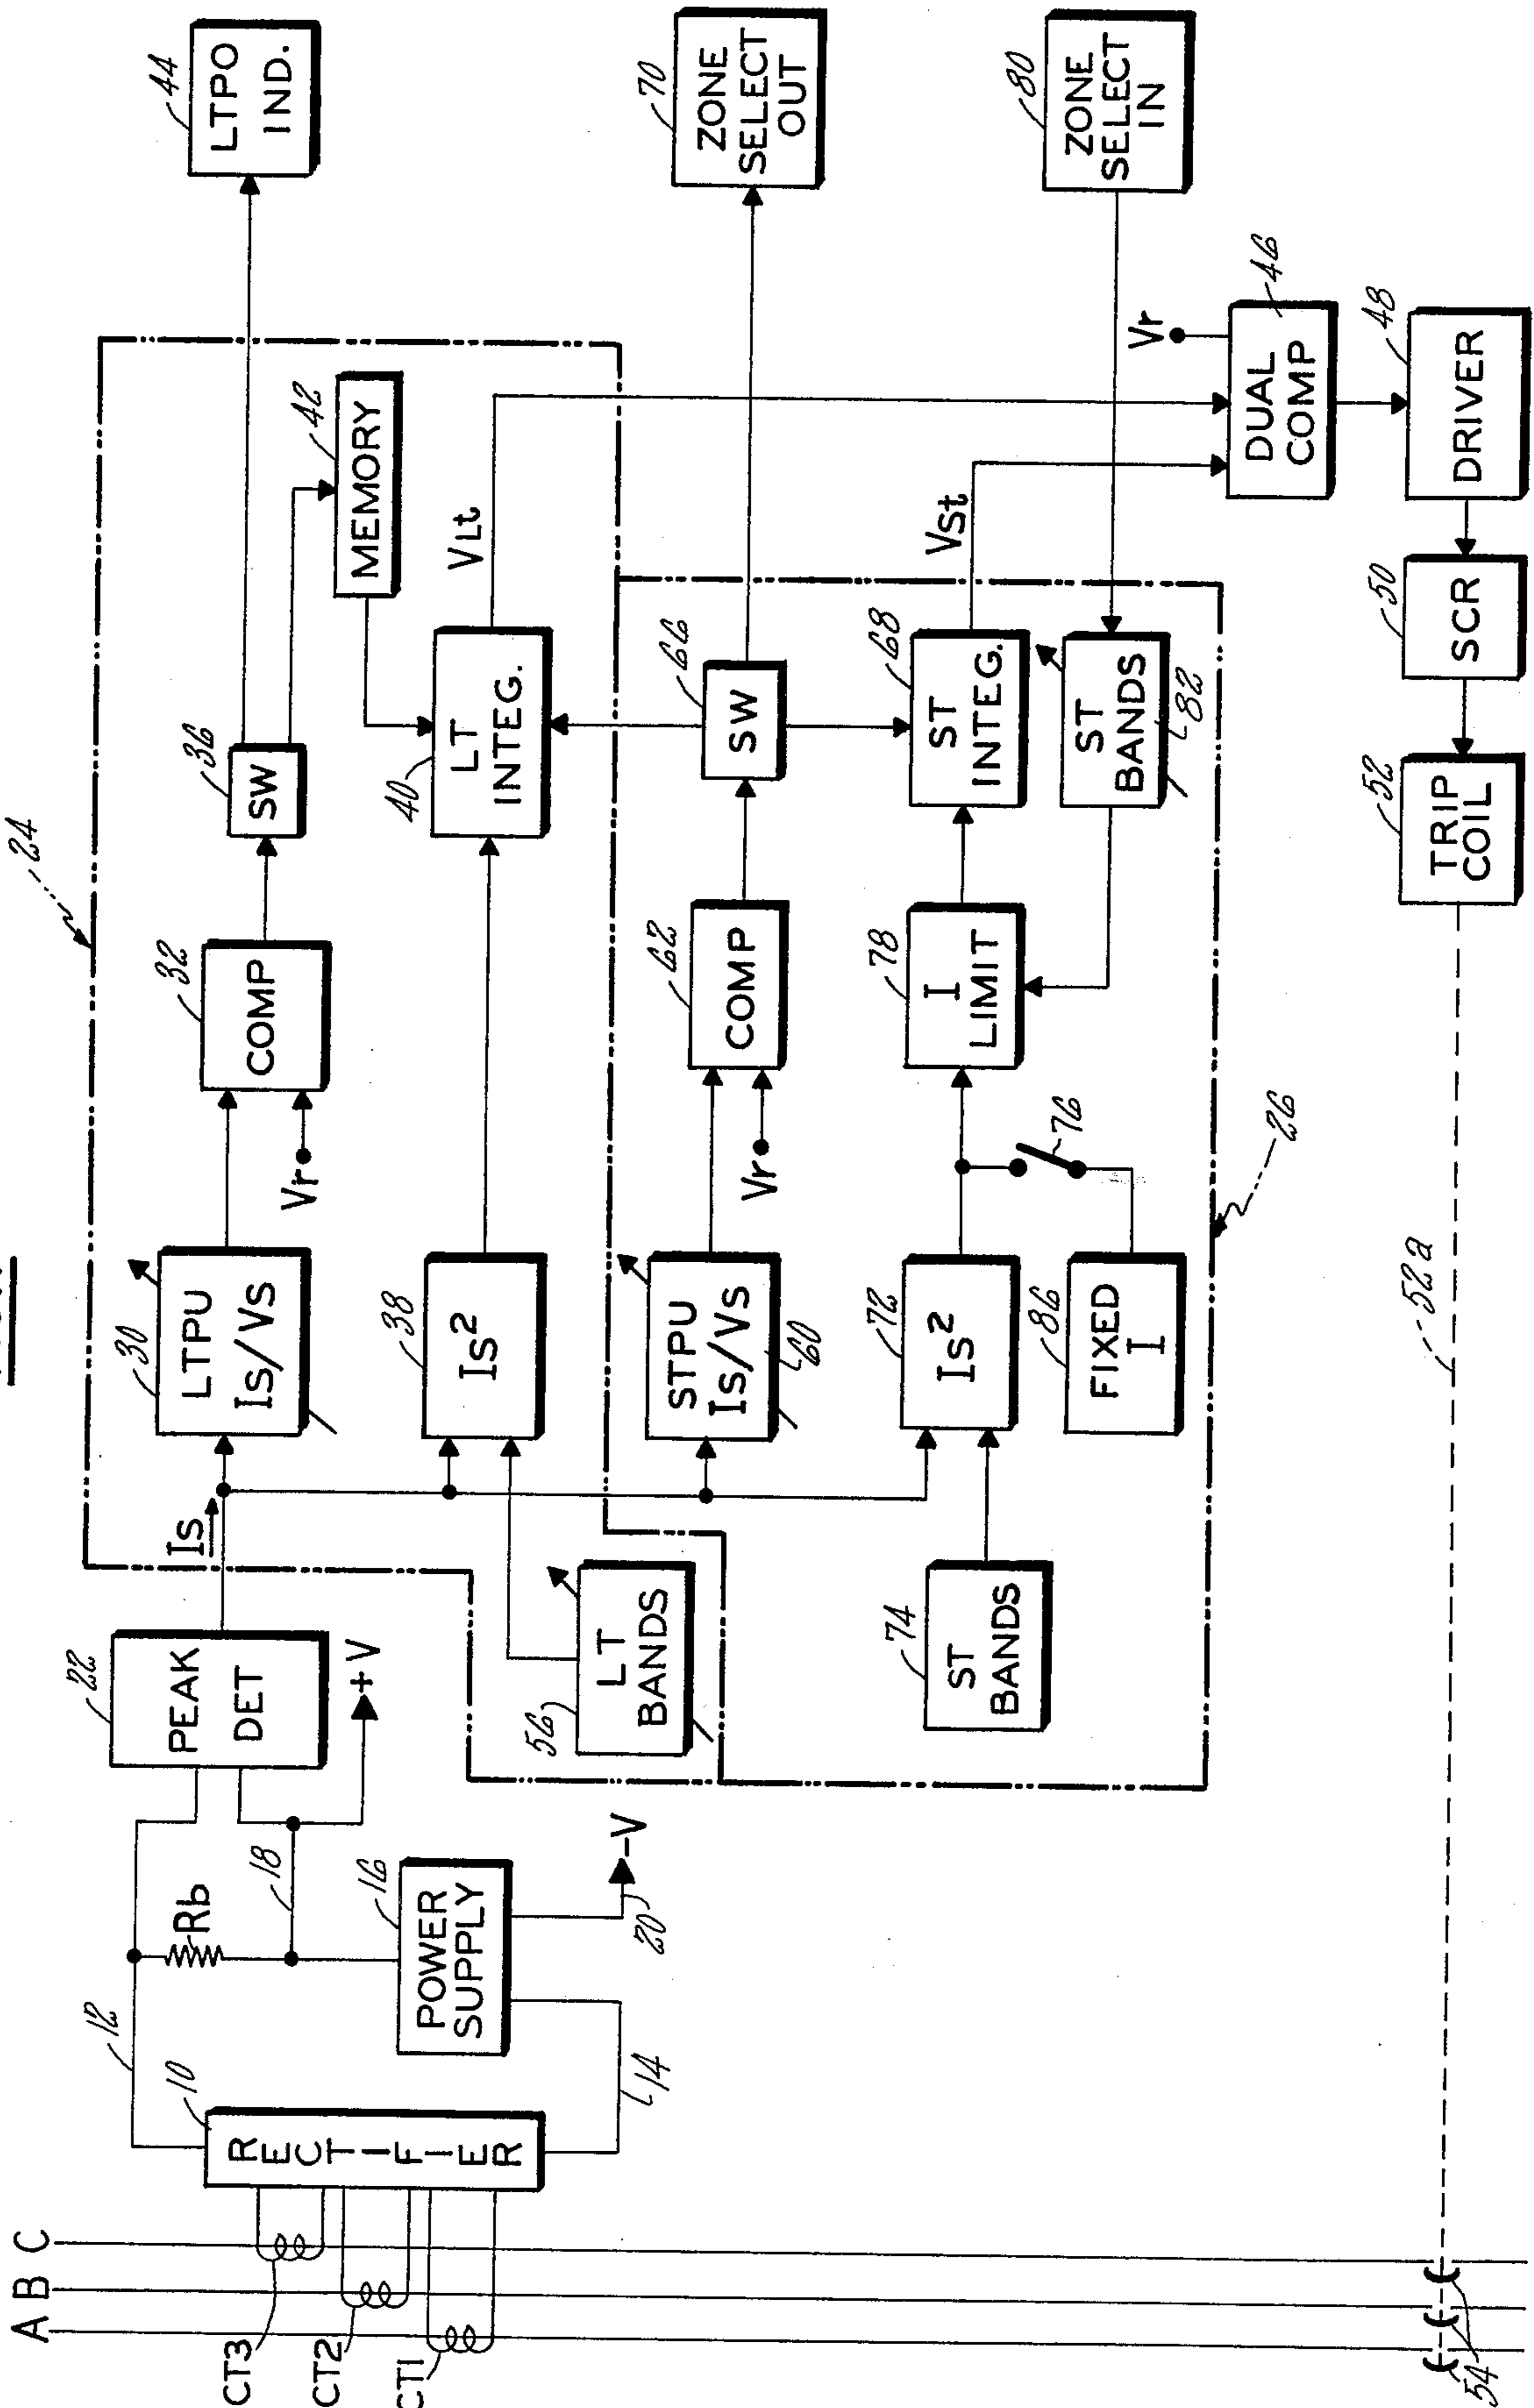 A
B
C
CT3
CT2
CT1
54
12
10
RECTIFIER
14
Rb
18
16
POWER
SUPPLY
20
-V
+V
22
PEAK
DET
Is
24
30
LTPU
Is/Vs
Vr
32
COMP
36
SW
44
LTPO
IND.
42
MEMORY
38
Is²
40
LT
INTEG.
VLt
56
LT
BANDS
STPU
Is/Vs
60
Vr
62
COMP
66
SW
70
ZONE
SELECT
OUT
74
ST
BANDS
72
Is²
76
86
FIXED
I
78
I
LIMIT
68
ST
INTEG.
VSt
ST
BANDS
82
80
ZONE
SELECT
IN
26
Vr
46
DUAL
COMP
48
DRIVER
50
SCR
52
TRIP
COIL
52a